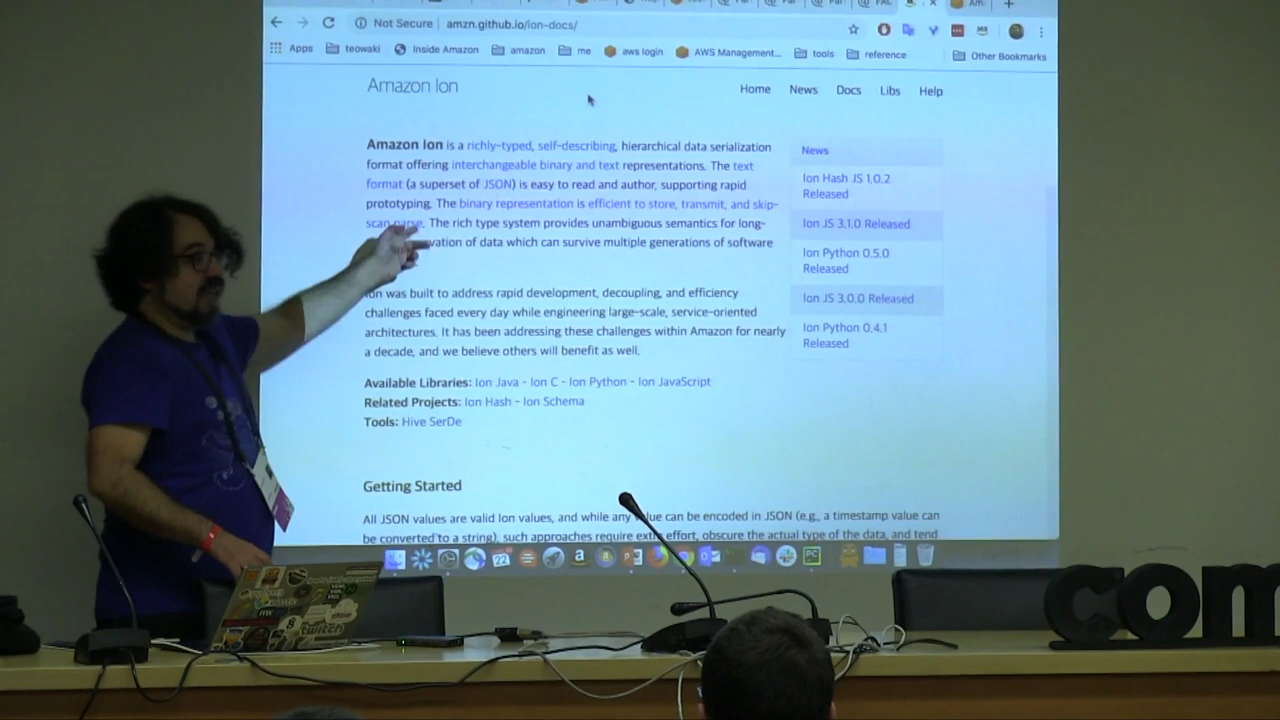 Not Secure | amzn.github.io/ion-docs/
Apps teowaki Inside Amazon amazon me aws login AWS Management... tools reference Other Bookmarks
Amazon Ion
Home News Docs Libs Help
Amazon Ion is a richly-typed, self-describing, hierarchical data serialization
format offering interchangeable binary and text representations. The text
format (a superset of JSON) is easy to read and author, supporting rapid
prototyping. The binary representation is efficient to store, transmit, and skip-
scan parse. The rich type system provides unambiguous semantics for long-
vation of data which can survive multiple generations of software
Ion was built to address rapid development, decoupling, and efficiency
challenges faced every day while engineering large-scale, service-oriented
architectures. It has been addressing these challenges within Amazon for nearly
a decade, and we believe others will benefit as well.
Available Libraries: Ion Java - Ion C - Ion Python - Ion JavaScript
Related Projects: Ion Hash - Ion Schema
Tools: Hive SerDe
News
Ion Hash JS 1.0.2
Released
Ion JS 3.1.0 Released
Ion Python 0.5.0
Released
Ion JS 3.0.0 Released
Ion Python 0.4.1
Released
Getting Started
All JSON values are valid Ion values, and while any value can be encoded in JSON (e.g., a timestamp value can
be converted to a string), such approaches require extra effort, obscure the actual type of the data, and tend
22
PC
twitch
com